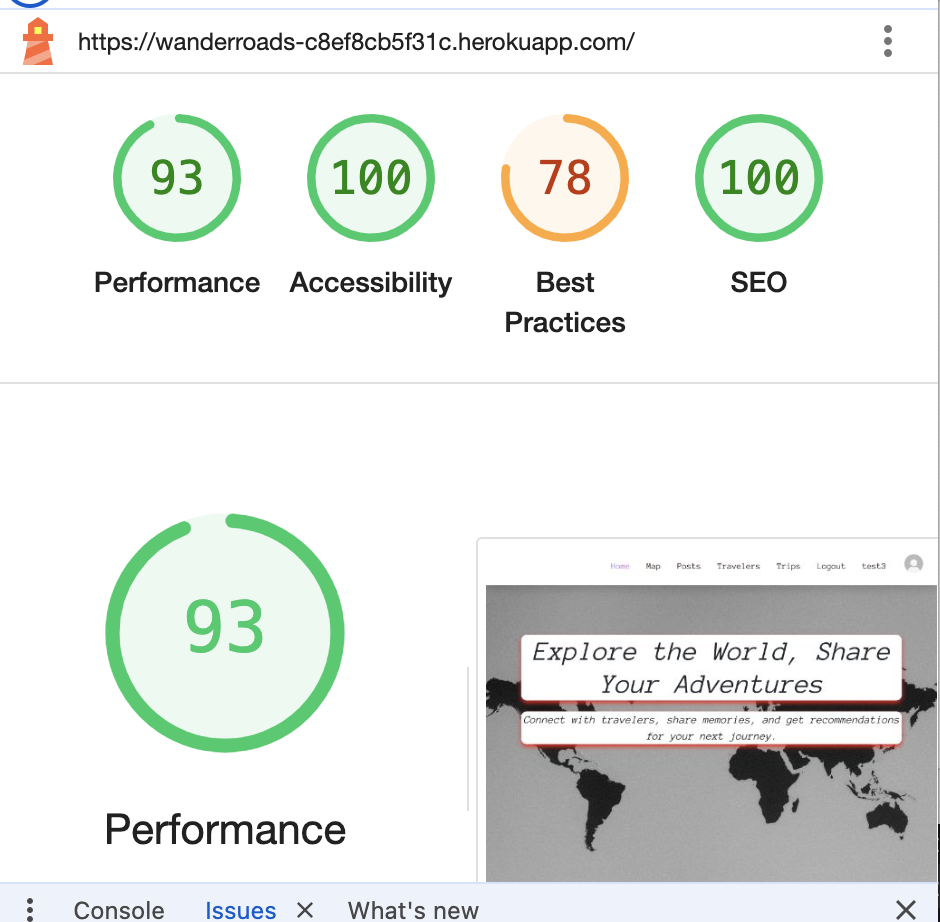 https://wanderroads-c8ef8cb5f31c.herokuapp.com/
93 100 78 100
Performance Accessibility Best Practices SEO
93
Performance
Home Map Posts Travelers Trips Logout test3
Explore the World, Share
Your Adventures
Connect with travelers, share memories, and get recommendations
for your next journey.
Console Issues What's new